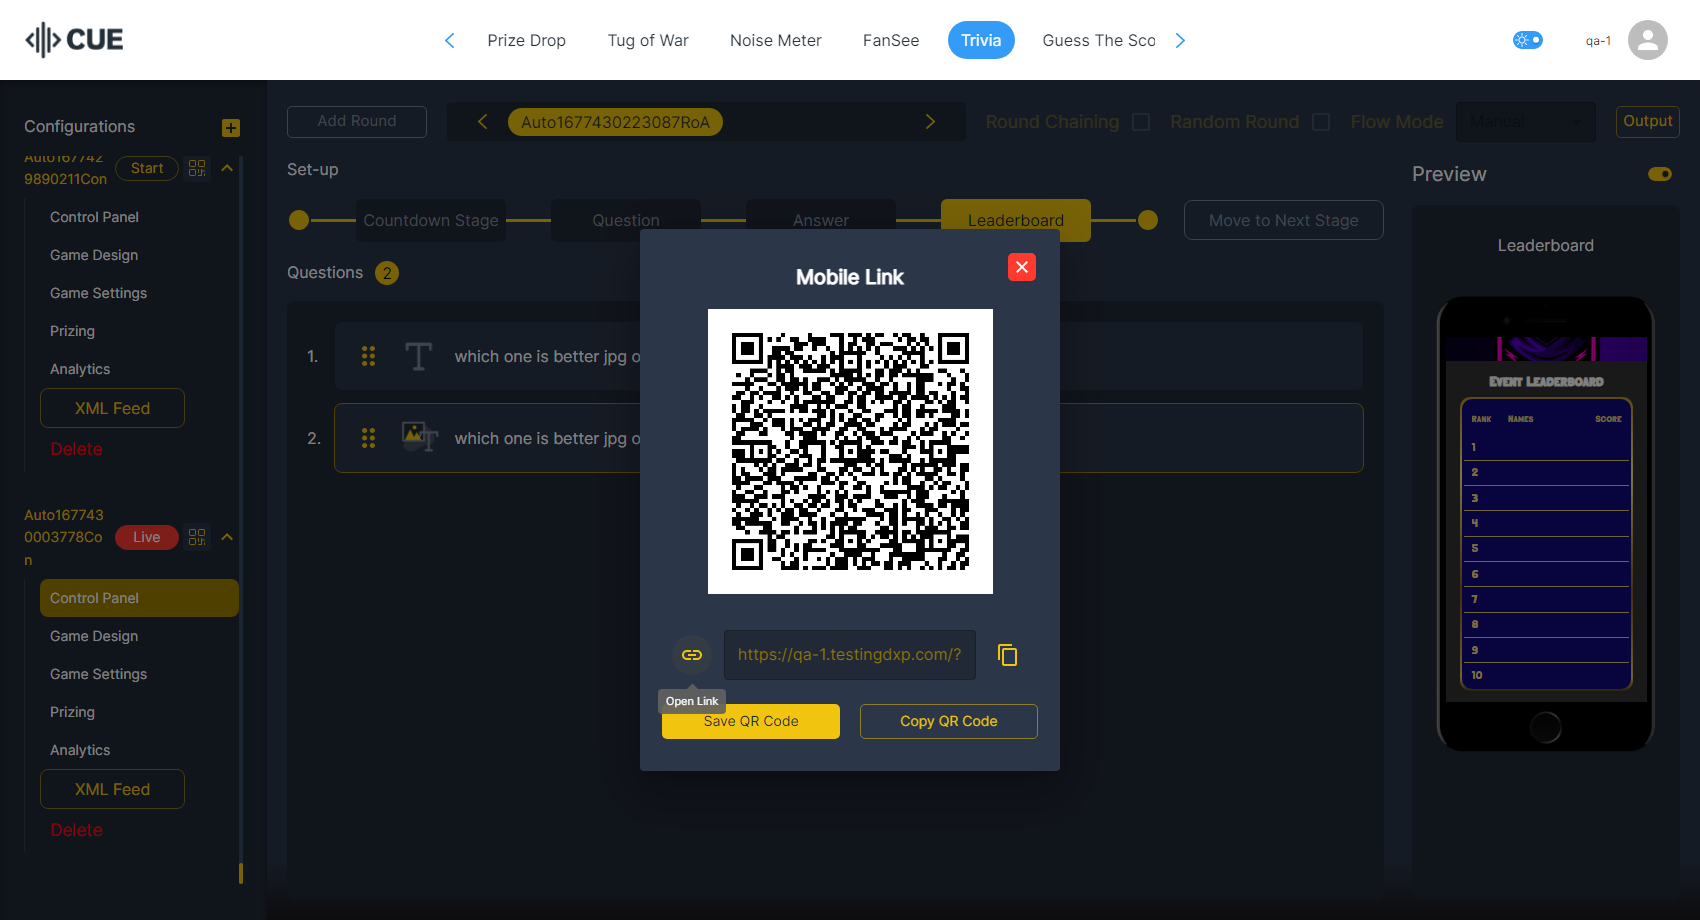 CUE
Prize Drop
Tug of War
Noise Meter
FanSee
Trivia
Guess The Sco
qa-1
Configurations
Auto167742
9890211Con
Start
Control Panel
Game Design
Game Settings
Prizing
Analytics
XML Feed
Delete
Auto167743
0003778Co
n
Live
Control Panel
Game Design
Game Settings
Prizing
Analytics
XML Feed
Delete
Add Round
Auto1677430223087RoA
Round Chaining
Random Round
Flow Mode
Manual
Output
Set-up
Countdown Stage
Question
Answer
Leaderboard
Move to Next Stage
Questions 2
1. which one is better jpg o
2. which one is better jpg o
Mobile Link
https://qa-1.testingdxp.com/?
Open Link
Save QR Code
Copy QR Code
Preview
Leaderboard
Event Leaderboard
Rank Names Score
1
2
3
4
5
6
7
8
9
10